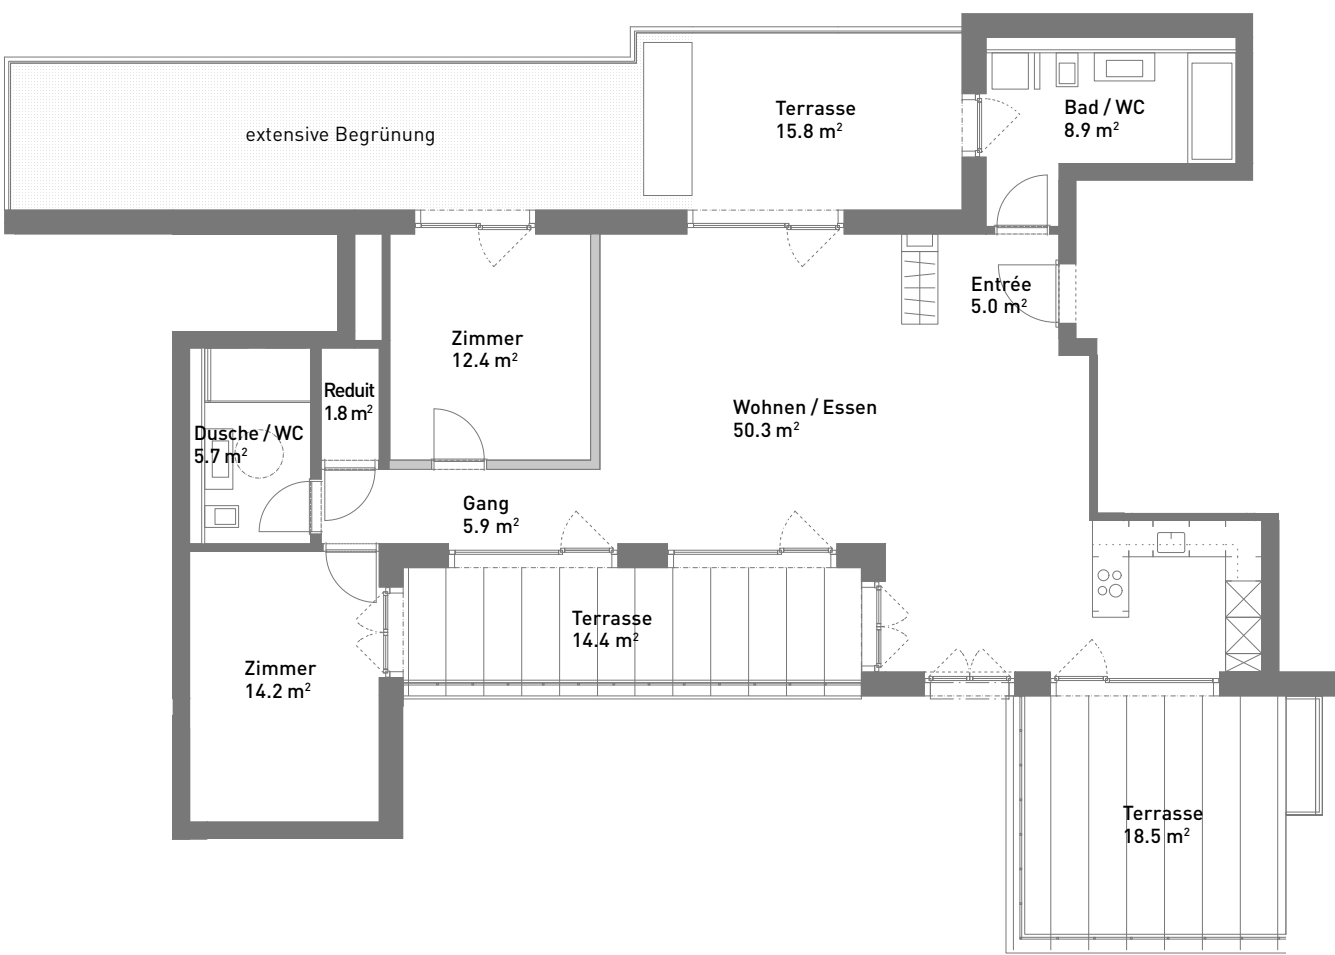 Terrasse
15.8 m²
Bad / WC
8.9 m²
extensive Begrünung
Entrée
5.0 m²
Zimmer
12.4 m²
Reduit
1.8 m²
Wohnen / Essen
50.3 m²
Dusche / WC
5.7 m²
Gang
5.9 m²
Terrasse
14.4 m²
Zimmer
14.2 m²
Terrasse
18.5 m²